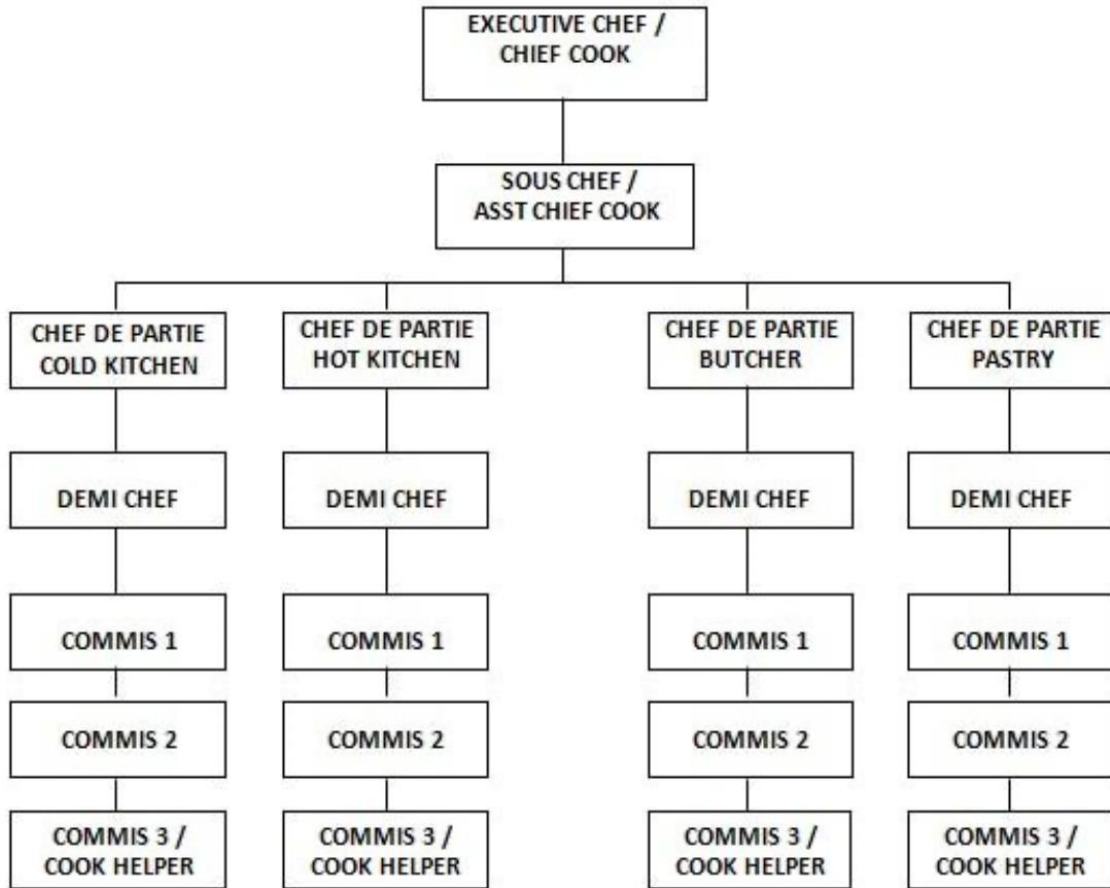 EXECUTIVE CHEF /
CHIEF COOK
SOUS CHEF /
ASST CHIEF COOK
CHEF DE PARTIE
COLD KITCHEN
CHEF DE PARTIE
HOT KITCHEN
CHEF DE PARTIE
BUTCHER
CHEF DE PARTIE
PASTRY
DEMI CHEF
DEMI CHEF
DEMI CHEF
DEMI CHEF
COMMIS 1
COMMIS 1
COMMIS 1
COMMIS 1
COMMIS 2
COMMIS 2
COMMIS 2
COMMIS 2
COMMIS 3 /
COOK HELPER
COMMIS 3 /
COOK HELPER
COMMIS 3 /
COOK HELPER
COMMIS 3 /
COOK HELPER